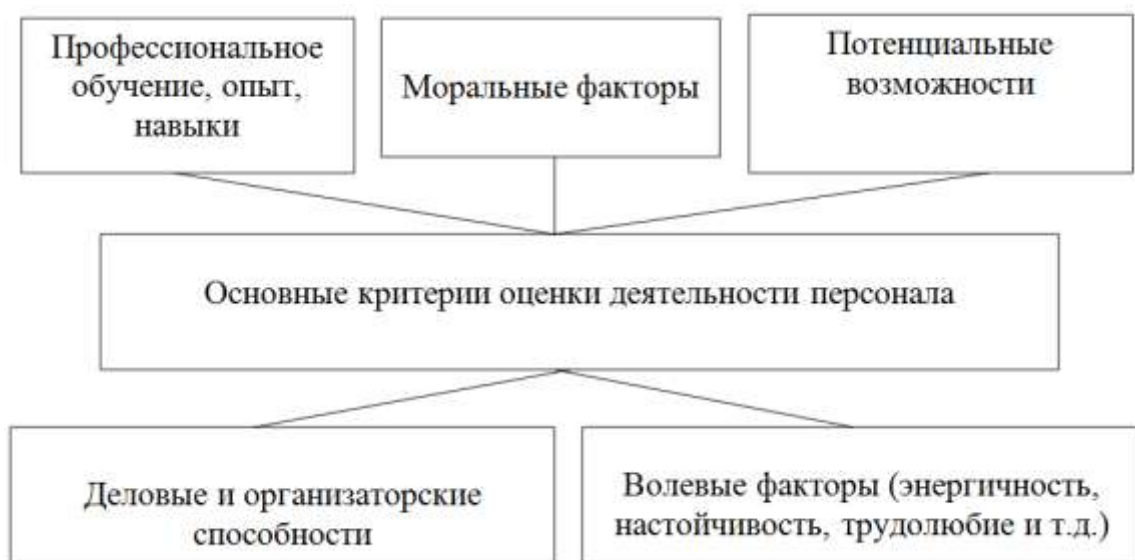 Профессиональное
обучение, опыт,
навыки
Моральные факторы
Потенциальные
возможности
Основные критерии оценки деятельности персонала
Деловые и организаторские
способности
Волевые факторы (энергичность,
настойчивость, трудолюбие и т.д.)